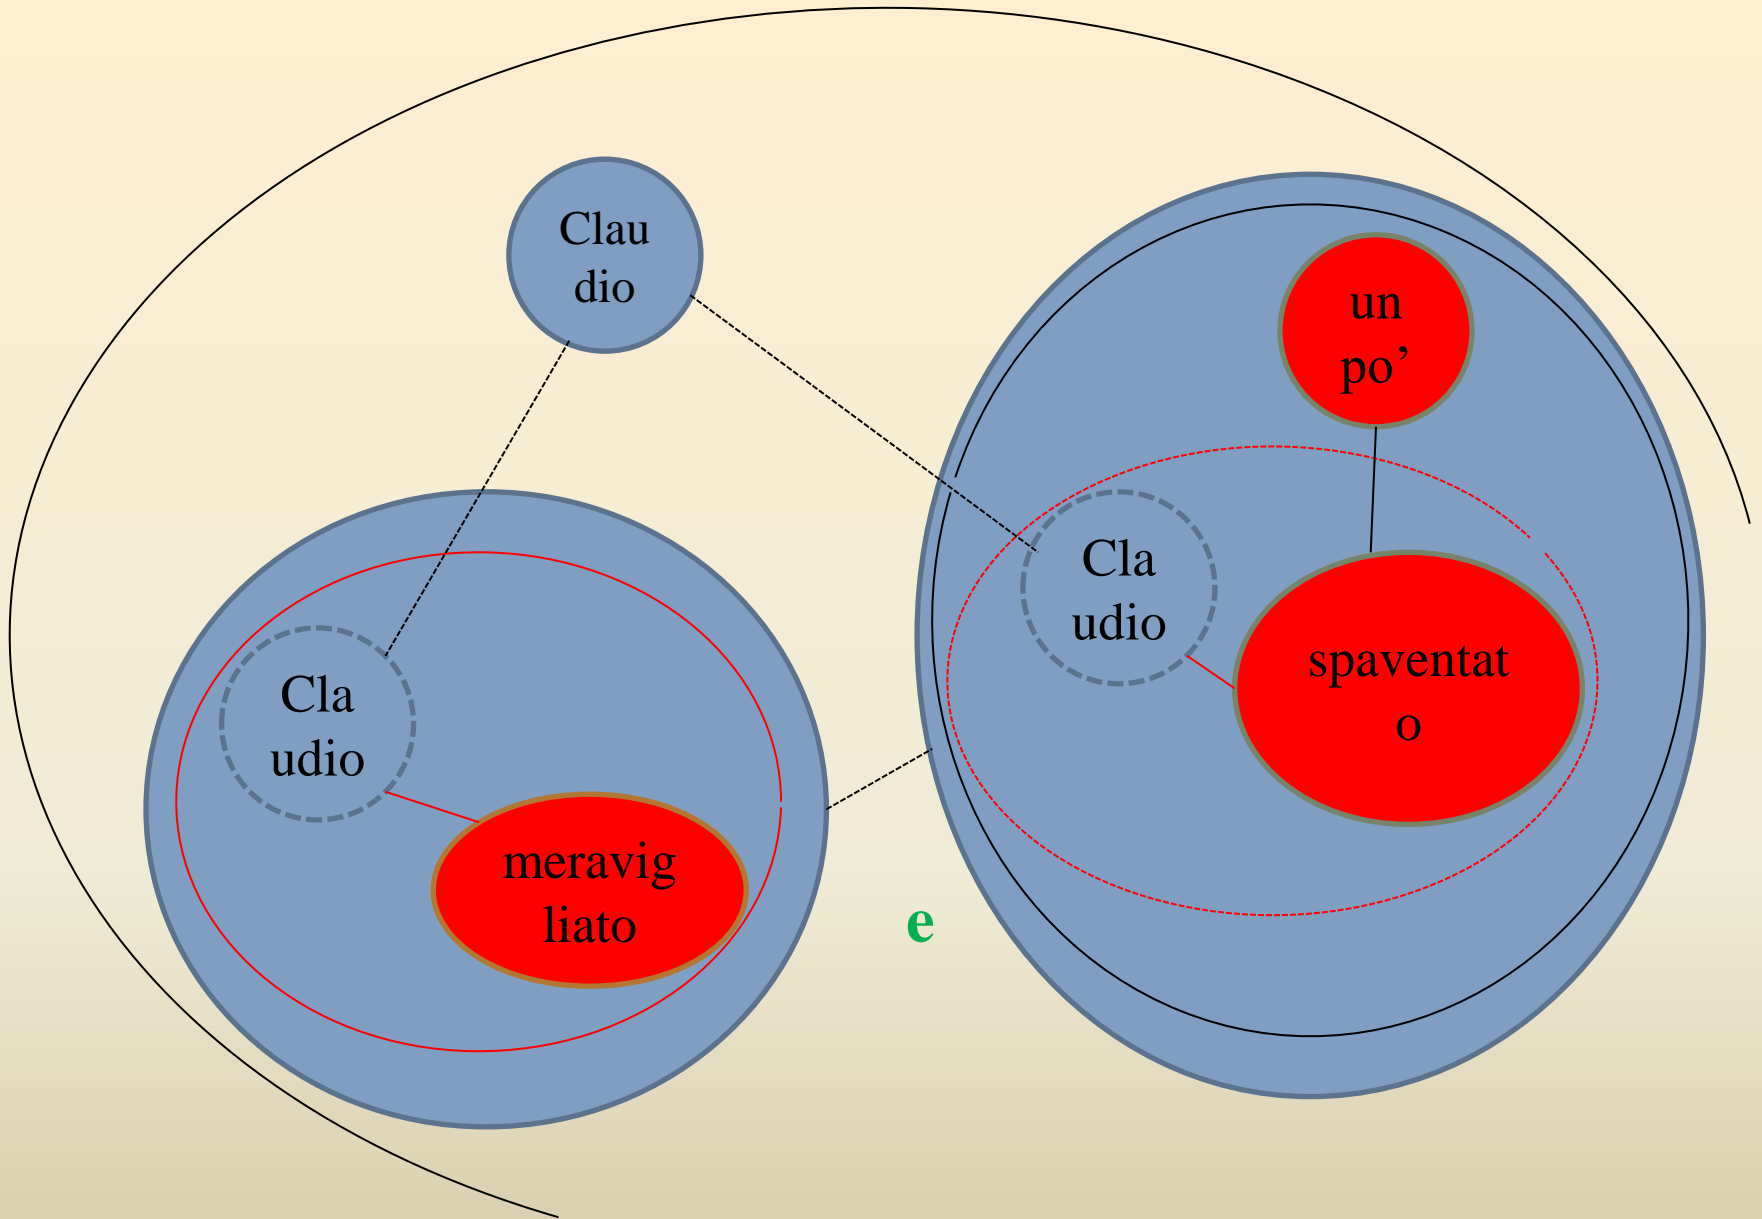 Clau
dio
un
po’
Cla
udio
spaventat
o
Cla
udio
meravig
liato
e